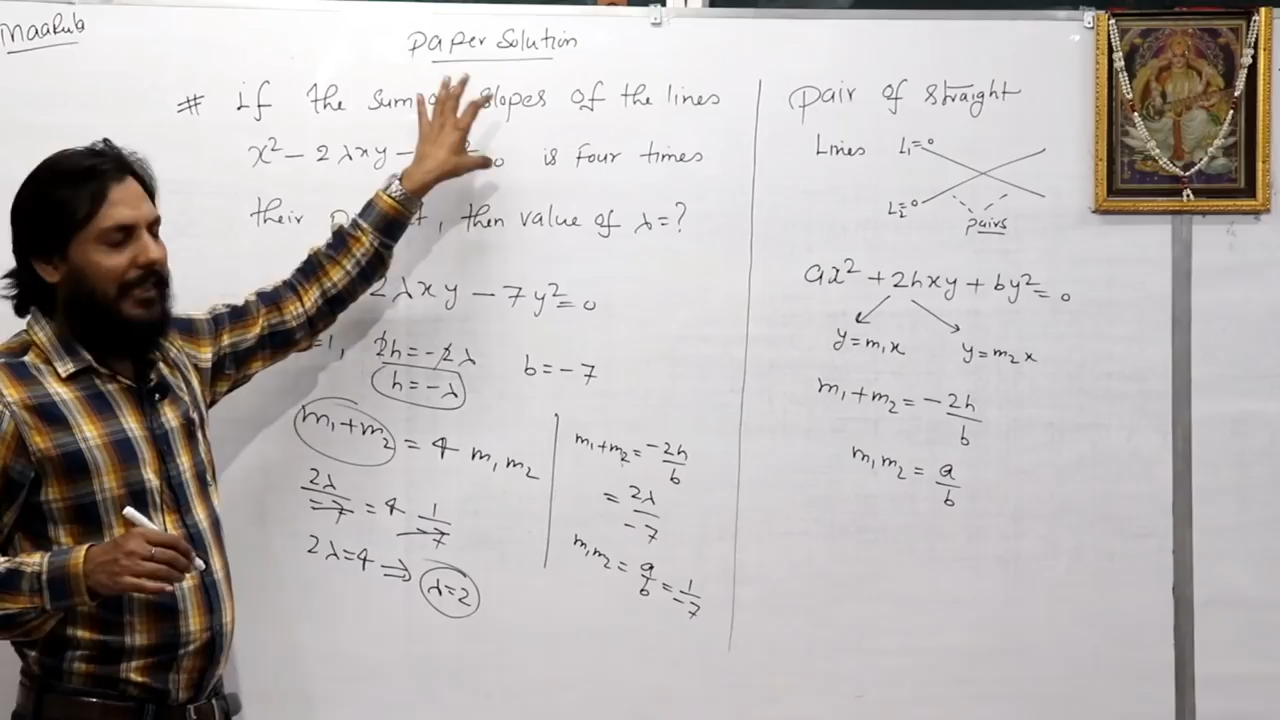 Maarula
Paper Solution
# if the sum of slopes of the lines
x² - 2λxy -
= 0 is four times
their
, then value of λ=?
2λxy - 7y² = 0
=1, 2h = -2λ b = -7
h = -λ
m₁+m₂ = 4 m₁m₂
2λ/-7 = 4 1/-7
2λ=4 ⇒ λ=2
m₁+m₂ = -2h/b
= 2λ/-7
m₁m₂ = a/b = 1/-7
pair of straight
Lines L₁=0
L₂=0
pairs
ax² + 2hxy + by² = 0
y=m₁x y=m₂x
m₁+m₂ = -2h/b
m₁m₂ = a/b